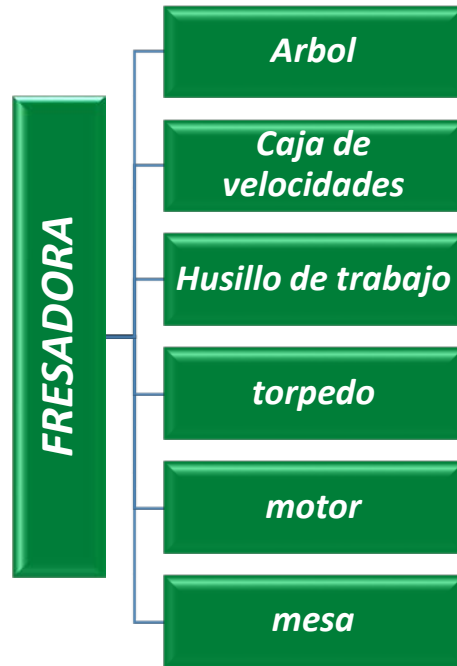 FRESADORA
Arbol
Caja de
velocidades
Husillo de trabajo
torpedo
motor
mesa